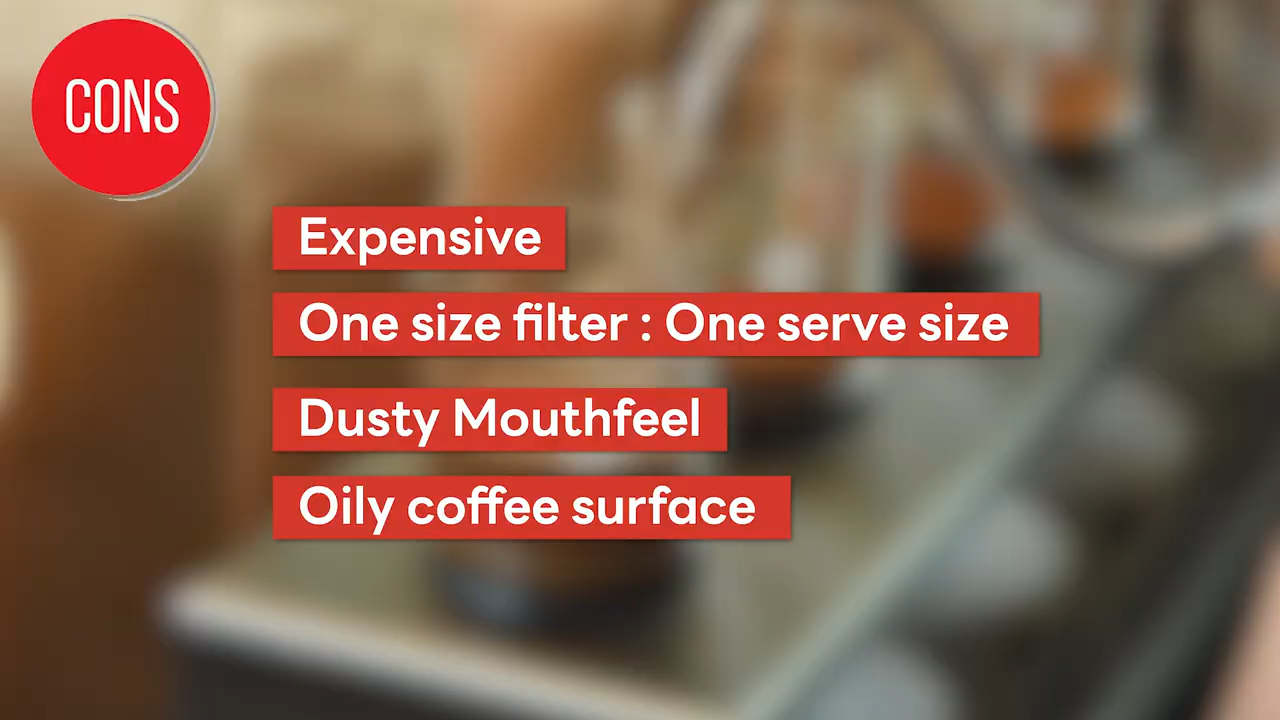 CONS
Expensive
One size filter : One serve size
Dusty Mouthfeel
Oily coffee surface